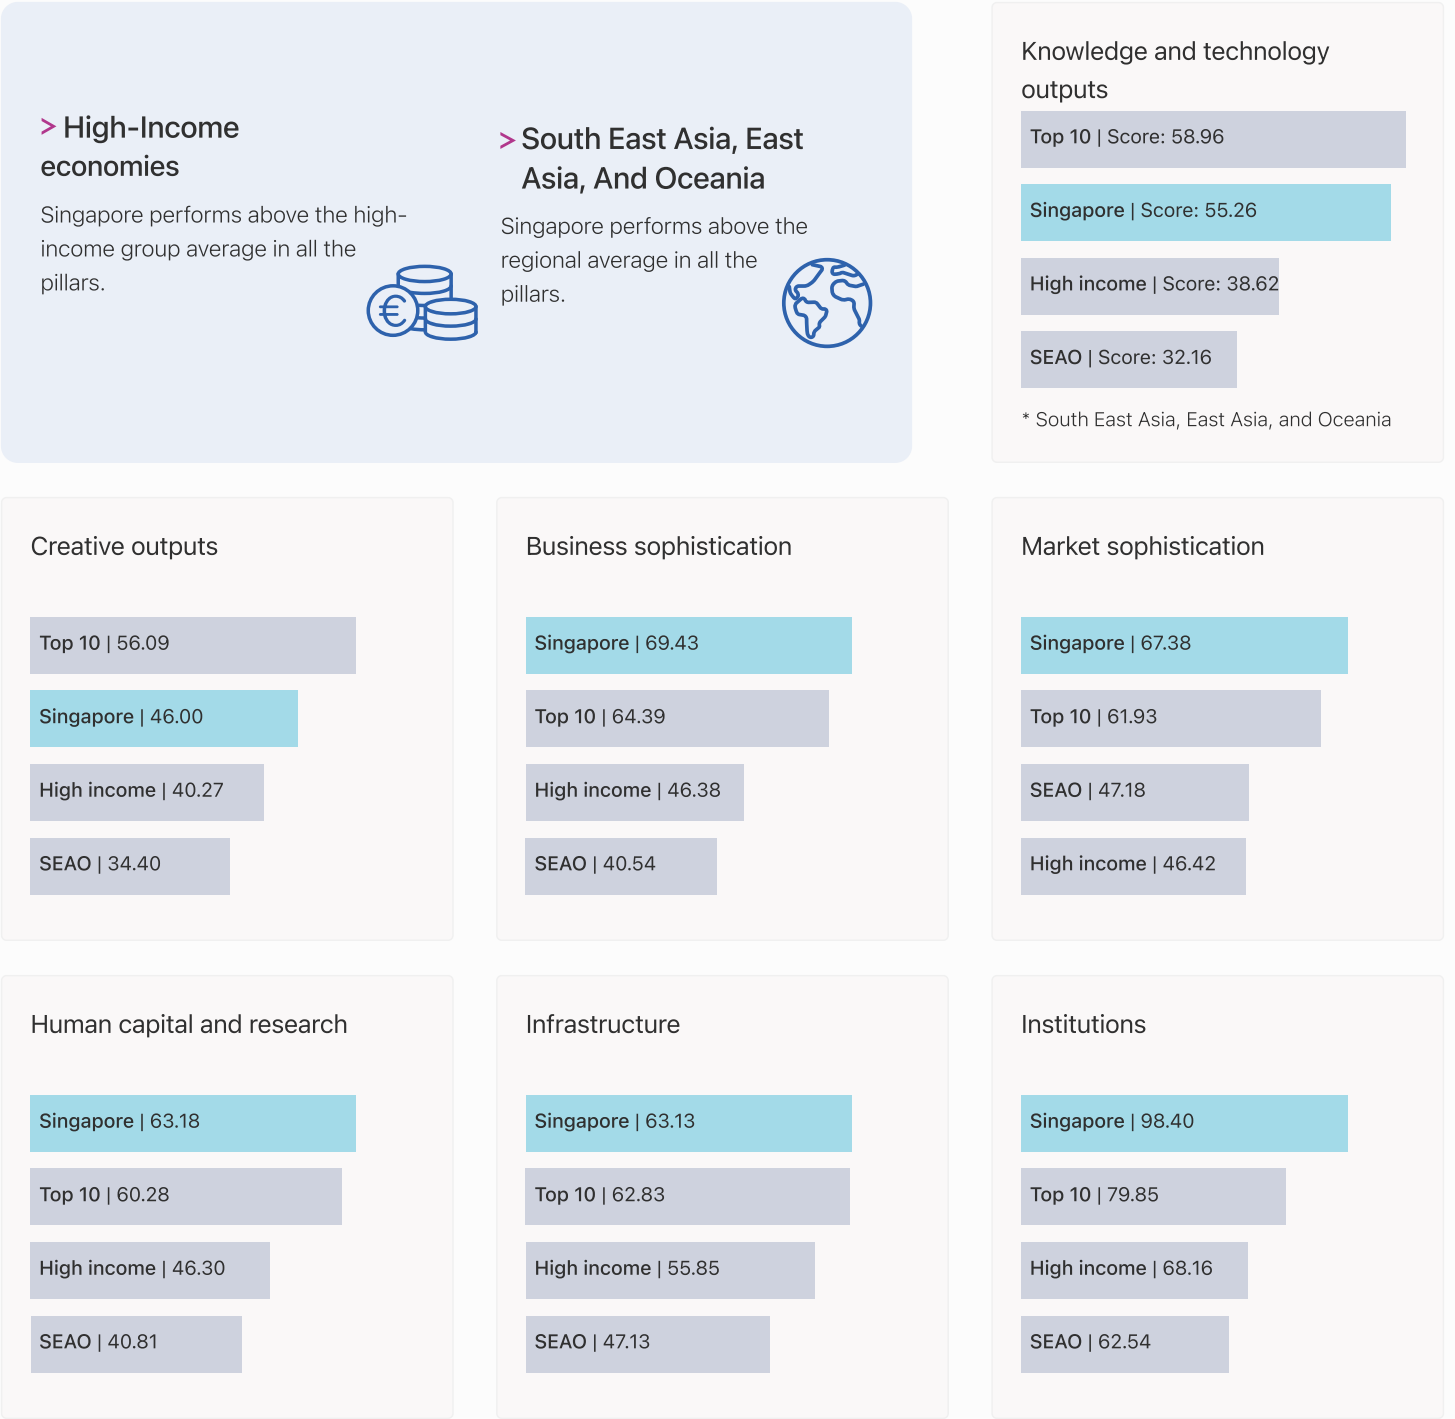 > High-Income
economies
Singapore performs above the high-
income group average in all the
pillars.
> South East Asia, East
Asia, And Oceania
Singapore performs above the
regional average in all the
pillars.
Knowledge and technology
outputs
Top 10 | Score: 58.96
Singapore | Score: 55.26
High income | Score: 38.62
SEAO | Score: 32.16
* South East Asia, East Asia, and Oceania
Creative outputs
Top 10 | 56.09
Singapore | 46.00
High income | 40.27
SEAO | 34.40
Business sophistication
Singapore | 69.43
Top 10 | 64.39
High income | 46.38
SEAO | 40.54
Market sophistication
Singapore | 67.38
Top 10 | 61.93
SEAO | 47.18
High income | 46.42
Human capital and research
Singapore | 63.18
Top 10 | 60.28
High income | 46.30
SEAO | 40.81
Infrastructure
Singapore | 63.13
Top 10 | 62.83
High income | 55.85
SEAO | 47.13
Institutions
Singapore | 98.40
Top 10 | 79.85
High income | 68.16
SEAO | 62.54